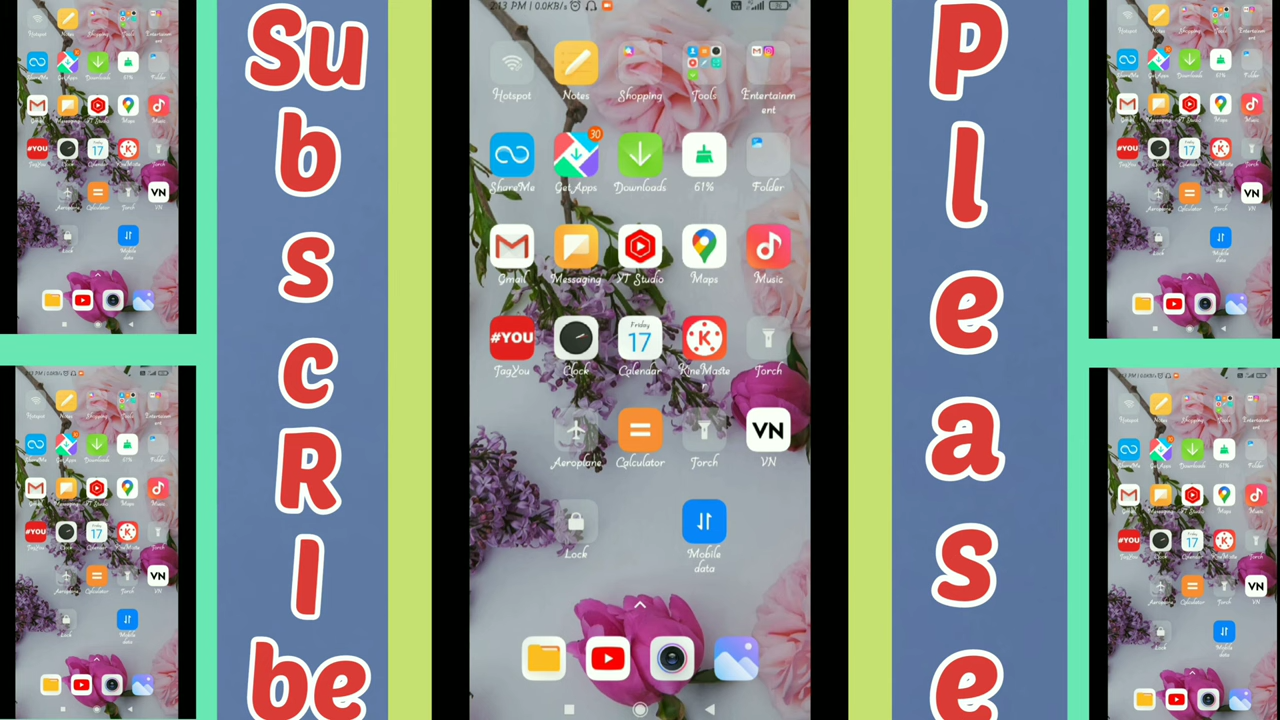 Su
b
s
c
R
I
be
2:13 PM | 0.0KB/s
Hotspot Notes Shopping Tools Entertainm
ent
30
ShareMe Get Apps Downloads 61% Folder
Gmail Messaging YT Studio Maps Music
#YOU Friday 17 K
TagYou Clock Calendar KineMaste Torch
r
VN
Aeroplane Calculator Torch VN
Lock Mobile
data
P
l
e
a
s
e